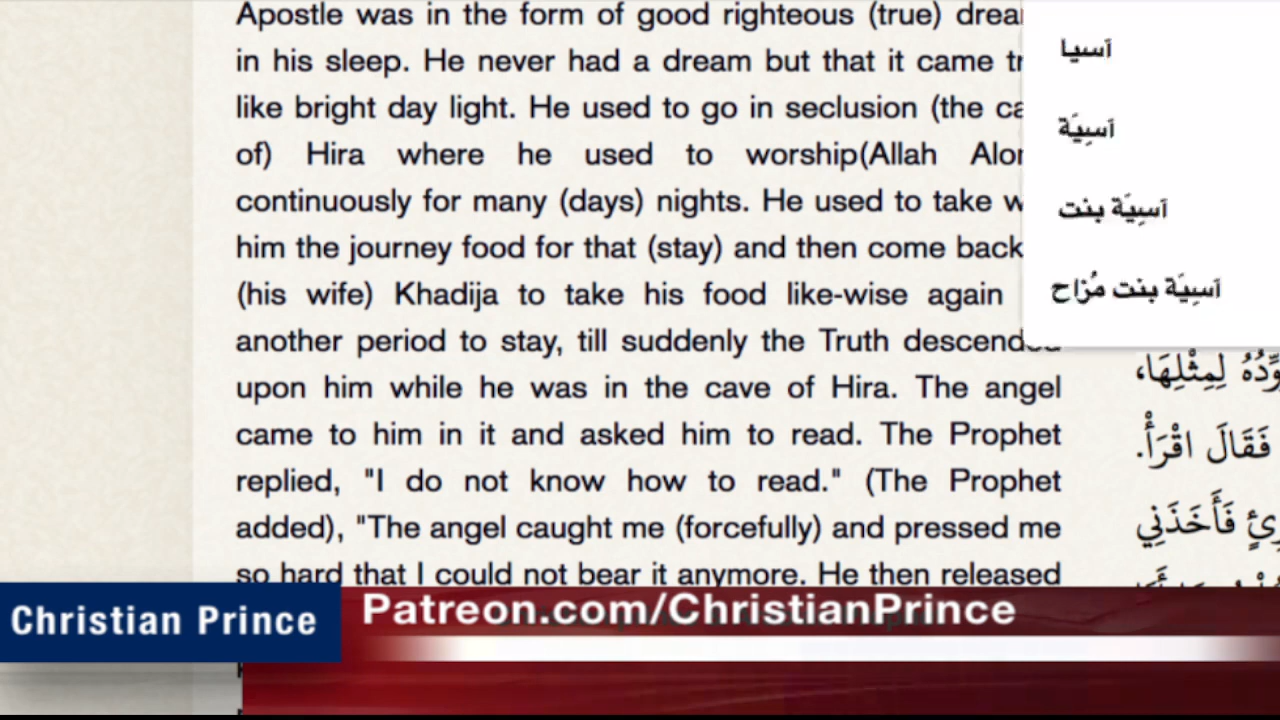 Apostle was in the form of good righteous (true)
in his sleep. He never had a dream but that it came
like bright day light. He used to go in seclusion (the
of) Hira where he used to worship(Allah
continuously for many (days) nights. He used to take
him the journey food for that (stay) and then come back
(his wife) Khadija to take his food like-wise again
another period to stay, till suddenly the Truth descended
upon him while he was in the cave of Hira. The angel
came to him in it and asked him to read. The Prophet
replied, "I do not know how to read." (The Prophet
added), "The angel caught me (forcefully) and pressed me
so hard that I could not bear it anymore. He then released
آسيا
آسِيَة
آسِيَة بنت
آسِيَة بنت مُزاح
لِمِثْلِهَا،
فَقَالَ اقْرَأْ.
فَأَخَذَنِي
Christian Prince
Patreon.com/ChristianPrince